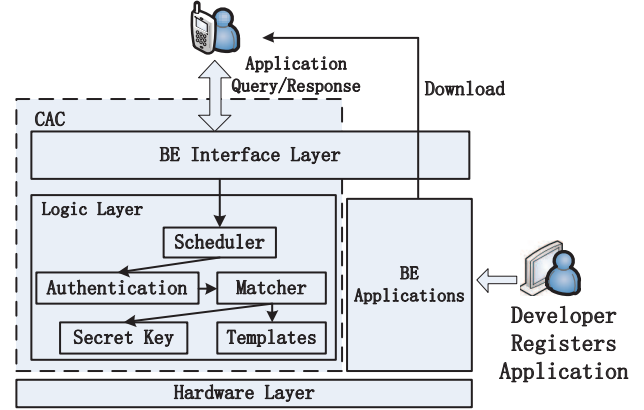 Application
Query/Response
Download
CAC
BE Interface Layer
Logic Layer
Scheduler
Authentication
Matcher
Secret Key
Templates
BE
Applications
Developer
Registers
Application
Hardware Layer